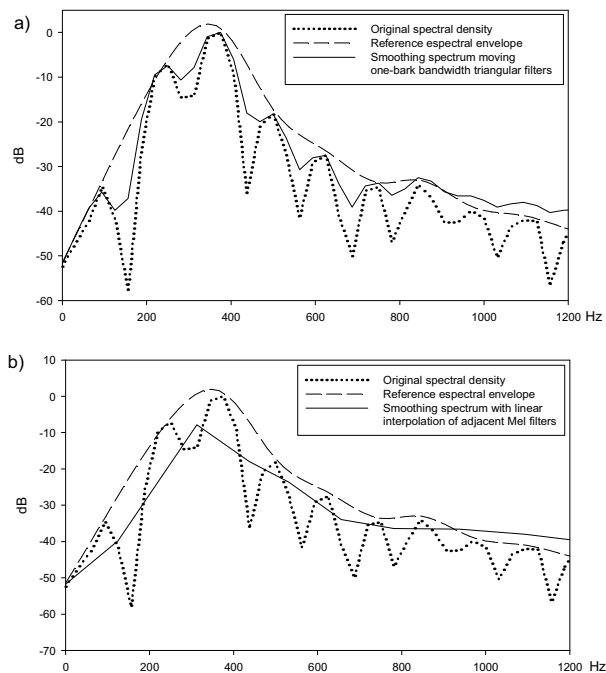 a)
Original spectral density
Reference espectral envelope
Smoothing spectrum moving
one-bark bandwidth triangular filters
dB
10
0
-10
-20
-30
-40
-50
-60
0 200 400 600 800 1000 1200 Hz
b)
Original spectral density
Reference espectral envelope
Smoothing spectrum with linear
interpolation of adjacent Mel filters
dB
10
0
-10
-20
-30
-40
-50
-60
-70
0 200 400 600 800 1000 1200 Hz